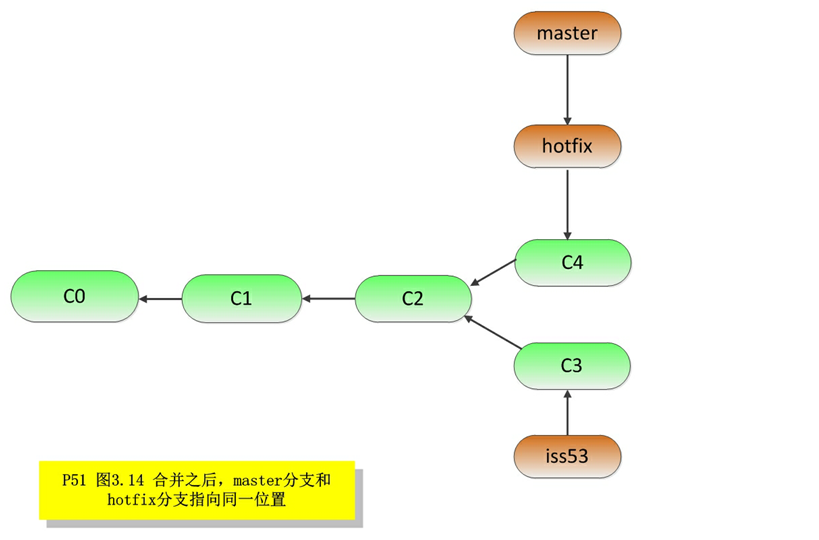 master
hotfix
C4
C0
C1
C2
C3
iss53
P51 图3.14 合并之后，master分支和
hotfix分支指向同一位置